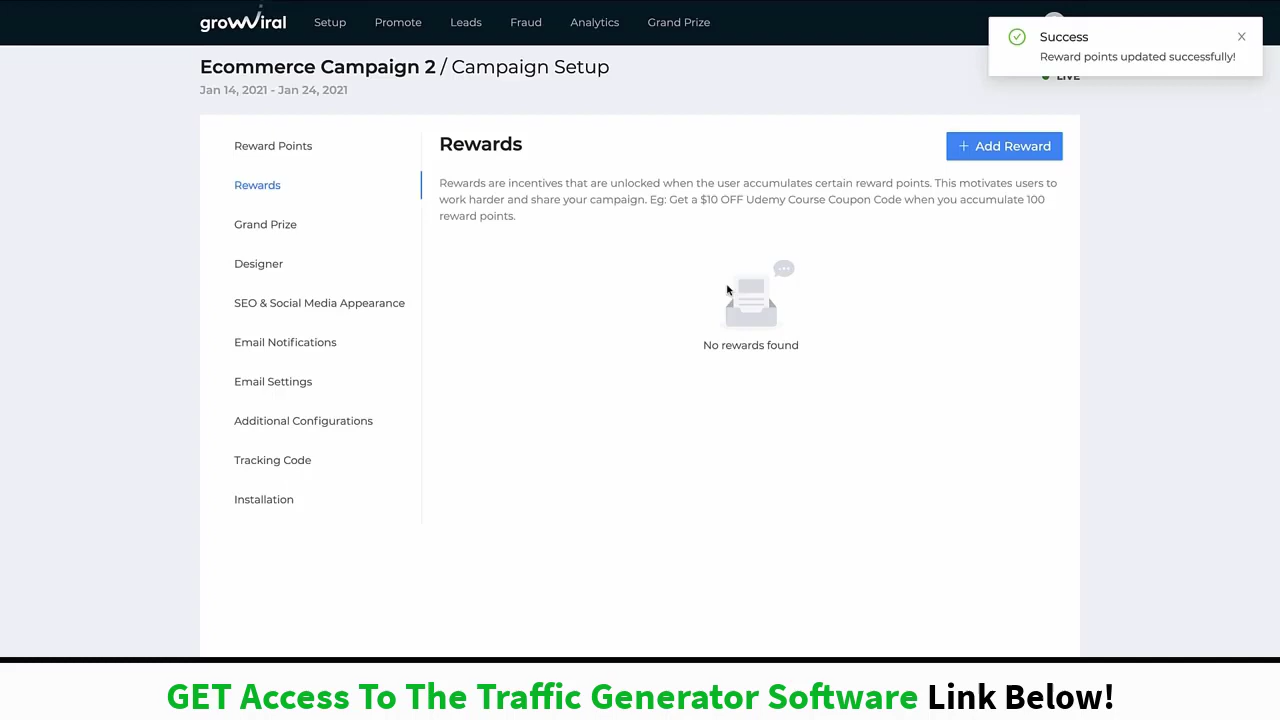 growViral Setup Promote Leads Fraud Analytics Grand Prize
Success
Reward points updated successfully!
LIVE
Ecommerce Campaign 2 / Campaign Setup
Jan 14, 2021 - Jan 24, 2021
Reward Points
Rewards
Grand Prize
Designer
SEO & Social Media Appearance
Email Notifications
Email Settings
Additional Configurations
Tracking Code
Installation
Rewards
+ Add Reward
Rewards are incentives that are unlocked when the user accumulates certain reward points. This motivates users to
work harder and share your campaign. Eg: Get a $10 OFF Udemy Course Coupon Code when you accumulate 100
reward points.
No rewards found
GET Access To The Traffic Generator Software Link Below!